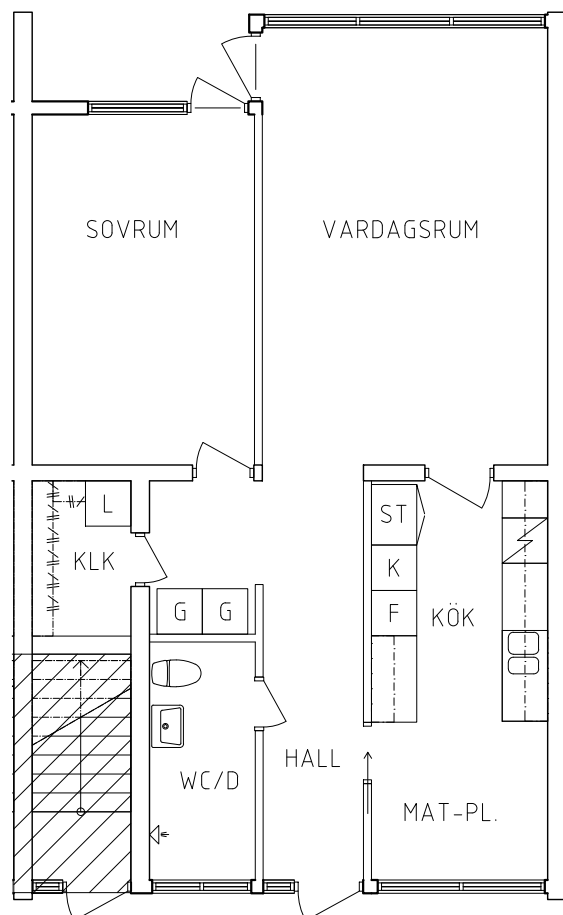 SOVRUM
VARDAGSRUM
L
ST
KLK
K
G G
F
KÖK
HALL
WC/D
MAT-PL.